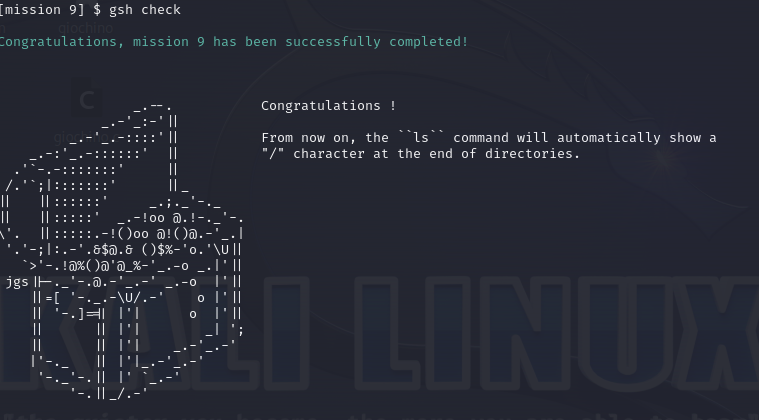 [mission 9] $ gsh check
Congratulations, mission 9 has been successfully completed!
Congratulations !
From now on, the ``ls`` command will automatically show a
"/" character at the end of directories.
jgs
KALI LINUX